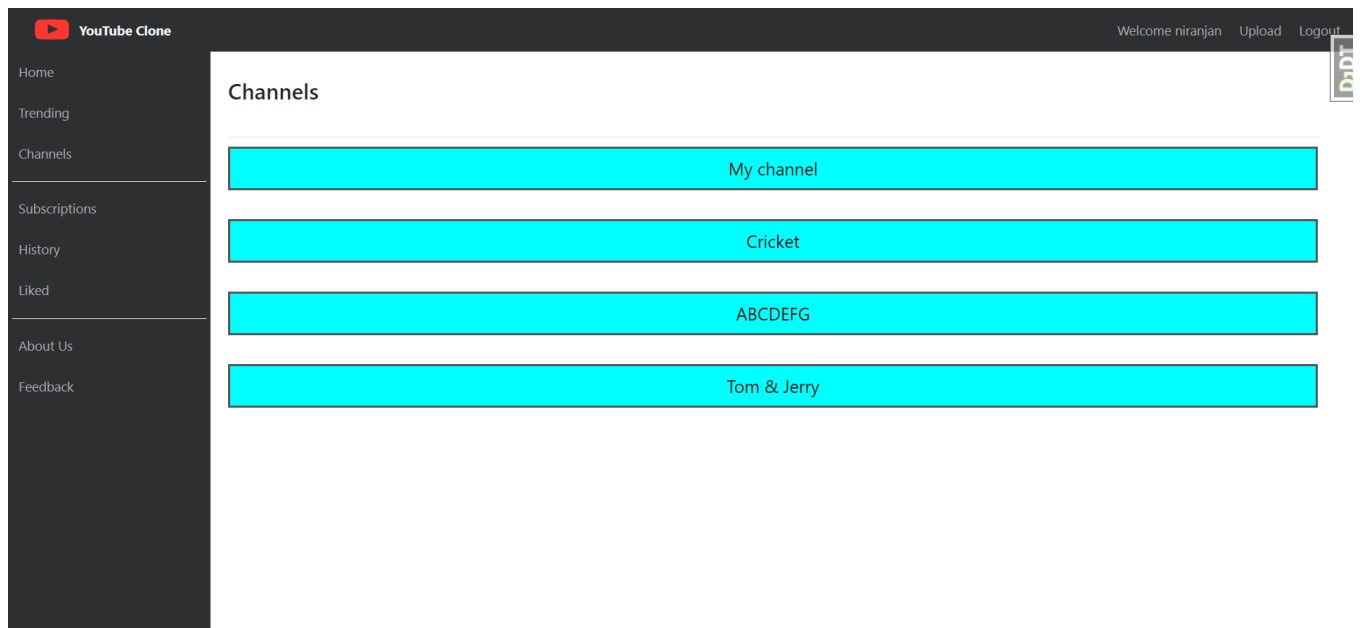 YouTube Clone
Welcome niranjan Upload Logout
DjDT
Home
Trending
Channels
Subscriptions
History
Liked
About Us
Feedback
Channels
My channel
Cricket
ABCDEFG
Tom & Jerry